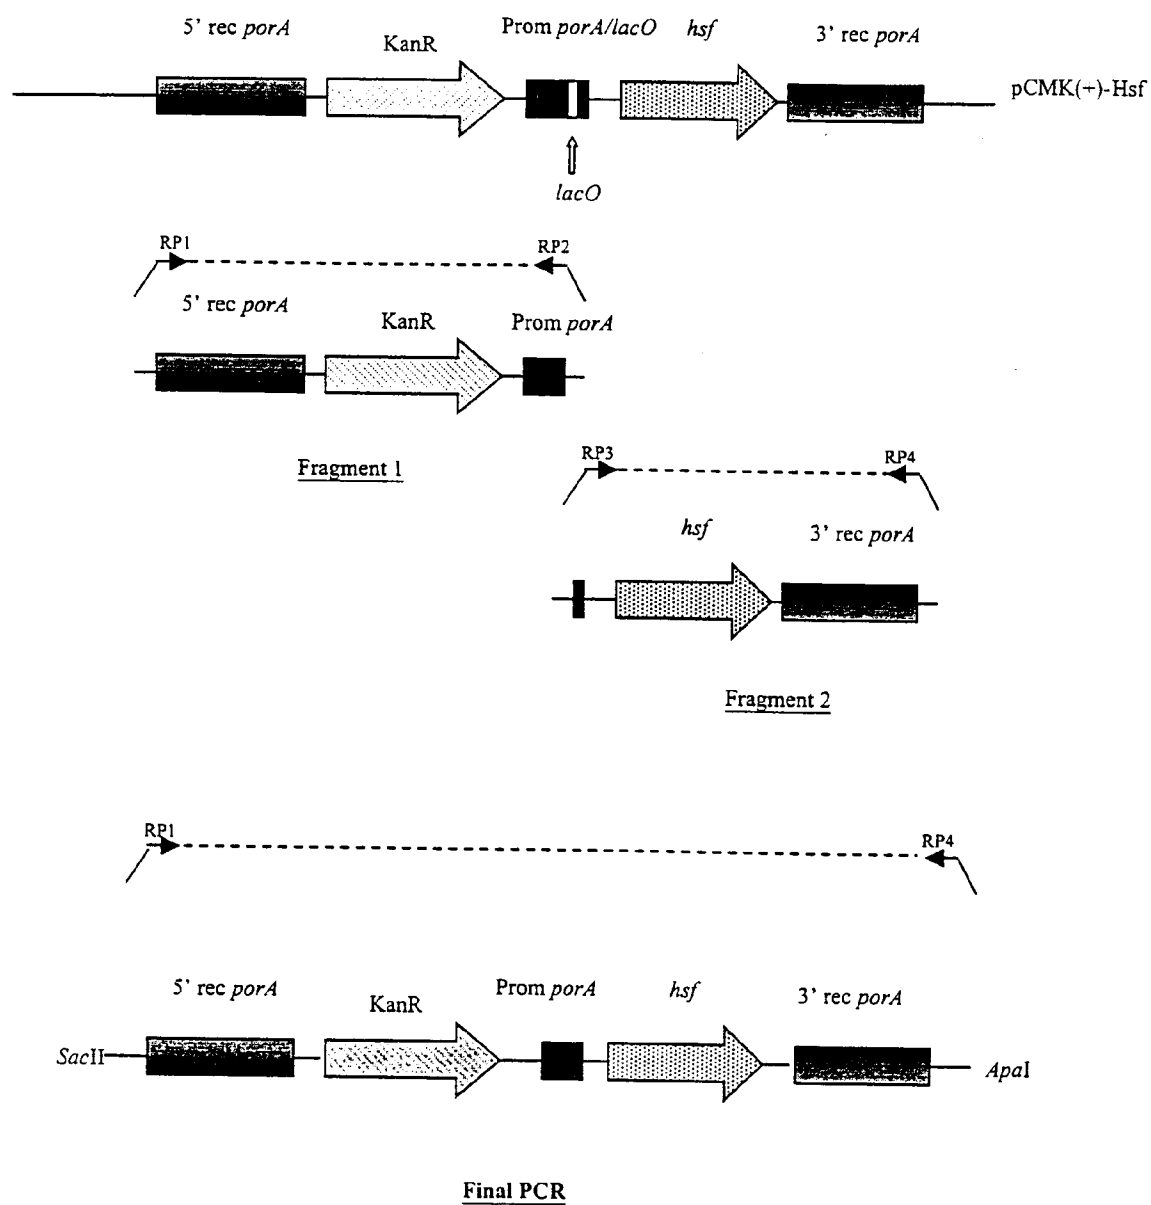 5' rec porA
KanR
Prom porA/lacO
hsf
3' rec porA
pCMK(+)-Hsf
lacO
RP1
RP2
5' rec porA
KanR
Prom porA
Fragment 1
RP3
RP4
hsf
3' rec porA
Fragment 2
RP1
RP4
5' rec porA
KanR
Prom porA
hsf
3' rec porA
SacII
ApaI
Final PCR